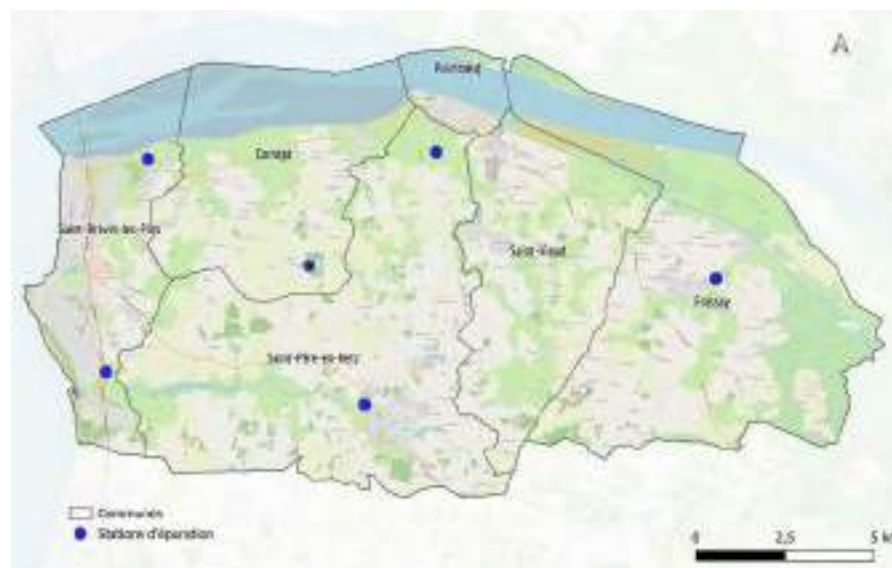 A
Paimboeuf
Corsept
Saint-Brevin-les-Pins
Saint-Viaud
Frossay
Saint-Père-en-Retz
Communes
Stations d'épuration
0 2,5 5 k